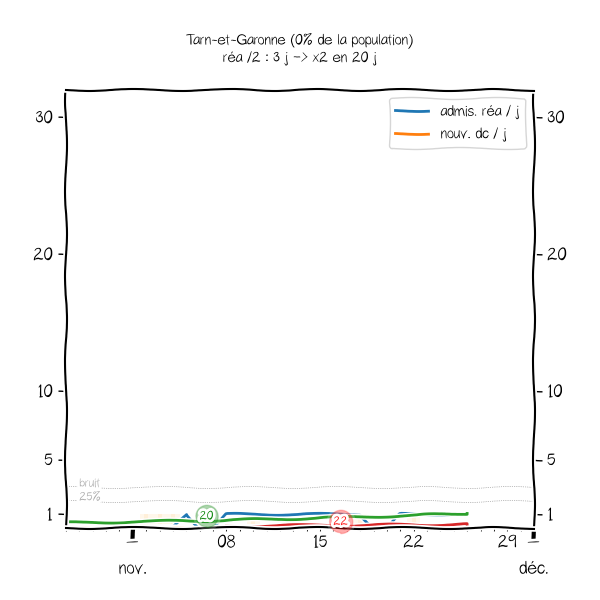 Tarn-et-Garonne (0% de la population)
réa /2 : 3 j -> x2 en 20 j
admis. réa / j
nouv. dc / j
30 30
20 20
10 10
5 5
bruit
25%
1 1
20
22
08 15 22 29
nov. déc.